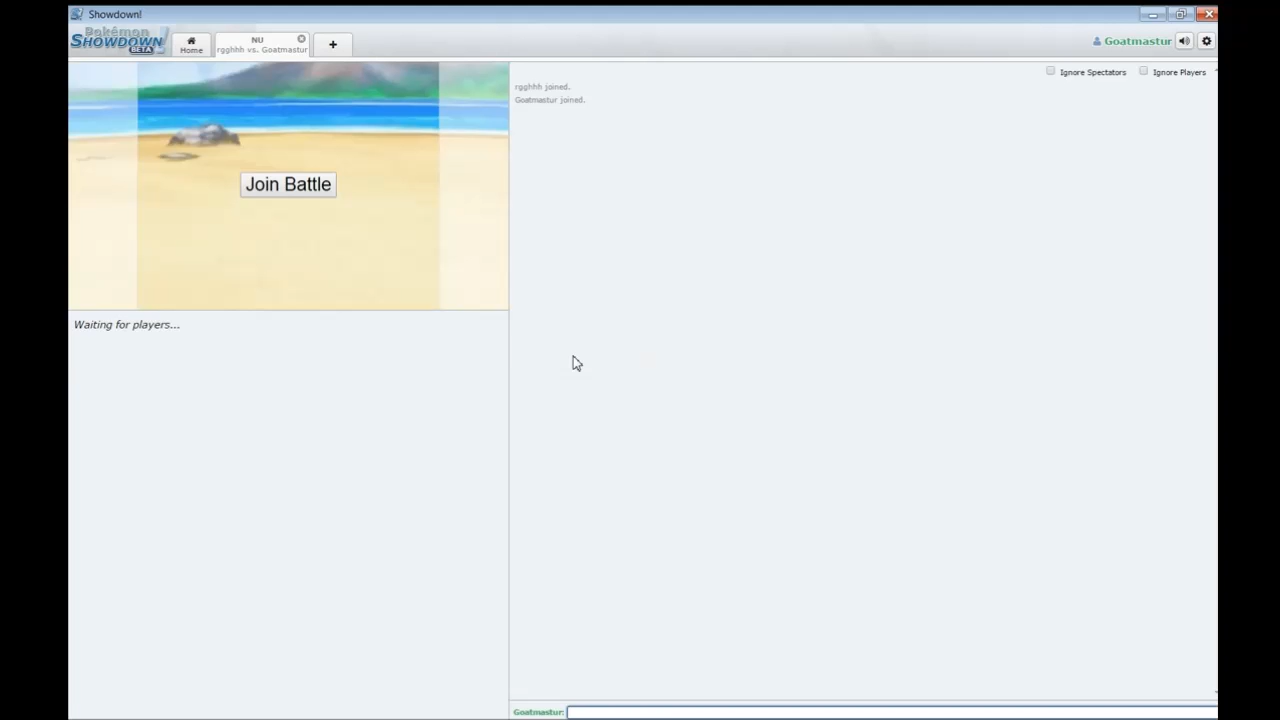 Showdown!
Pokémon
SHOWDOWN
BETA
Home
NU
rgghhh vs. Goatmastur
+
Goatmastur
Ignore Spectators
Ignore Players
rgghhh joined.
Goatmastur joined.
Join Battle
Waiting for players...
Goatmastur: